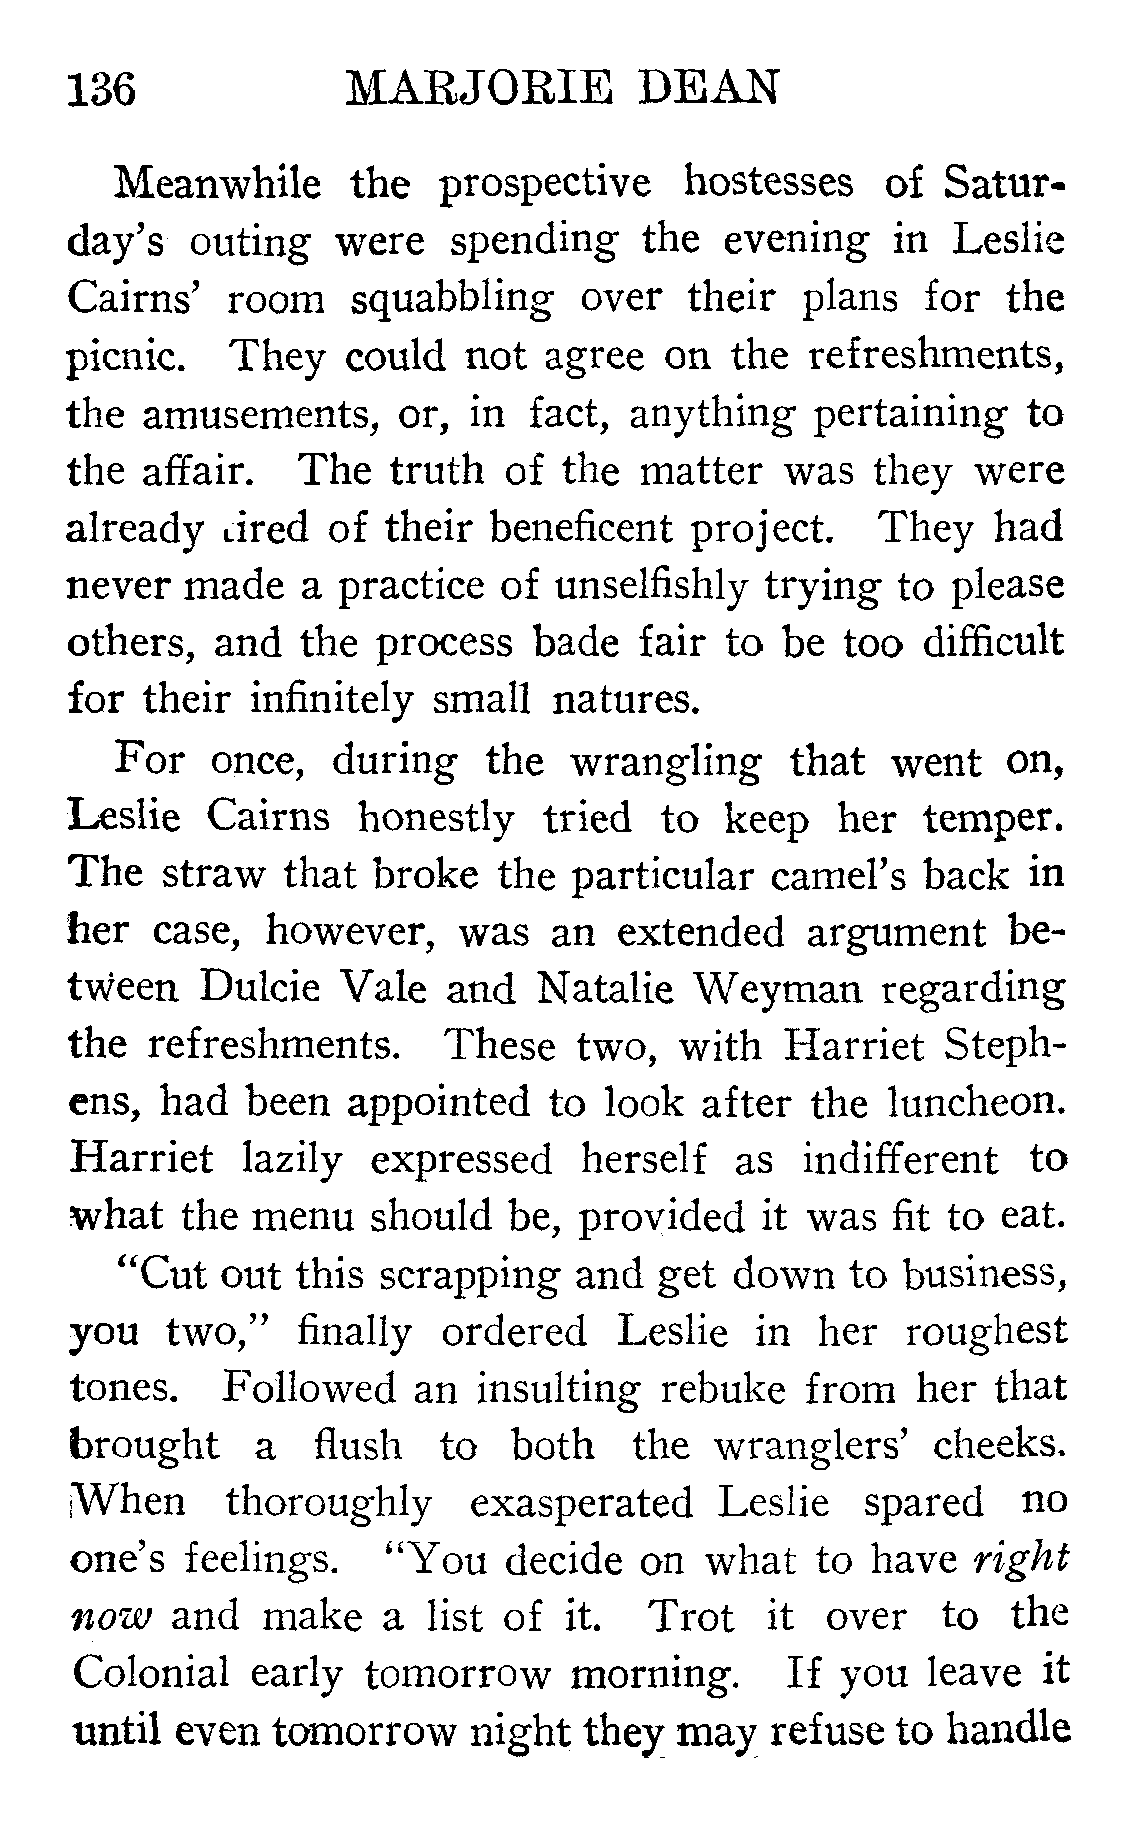 136 MARJORIE DEAN
Meanwhile the prospective hostesses of Satur-
day's outing were spending the evening in Leslie
Cairns' room squabbling over their plans for the
picnic. They could not agree on the refreshments,
the amusements, or, in fact, anything pertaining to
the affair. The truth of the matter was they were
already tired of their beneficent project. They had
never made a practice of unselfishly trying to please
others, and the process bade fair to be too difficult
for their infinitely small natures.
For once, during the wrangling that went on,
Leslie Cairns honestly tried to keep her temper.
The straw that broke the particular camel's back in
her case, however, was an extended argument be-
tween Dulcie Vale and Natalie Weyman regarding
the refreshments. These two, with Harriet Steph-
ens, had been appointed to look after the luncheon.
Harriet lazily expressed herself as indifferent to
what the menu should be, provided it was fit to eat.
"Cut out this scrapping and get down to business,
you two," finally ordered Leslie in her roughest
tones. Followed an insulting rebuke from her that
brought a flush to both the wranglers' cheeks.
When thoroughly exasperated Leslie spared no
one's feelings. "You decide on what to have right
now and make a list of it. Trot it over to the
Colonial early tomorrow morning. If you leave it
until even tomorrow night they may refuse to handle